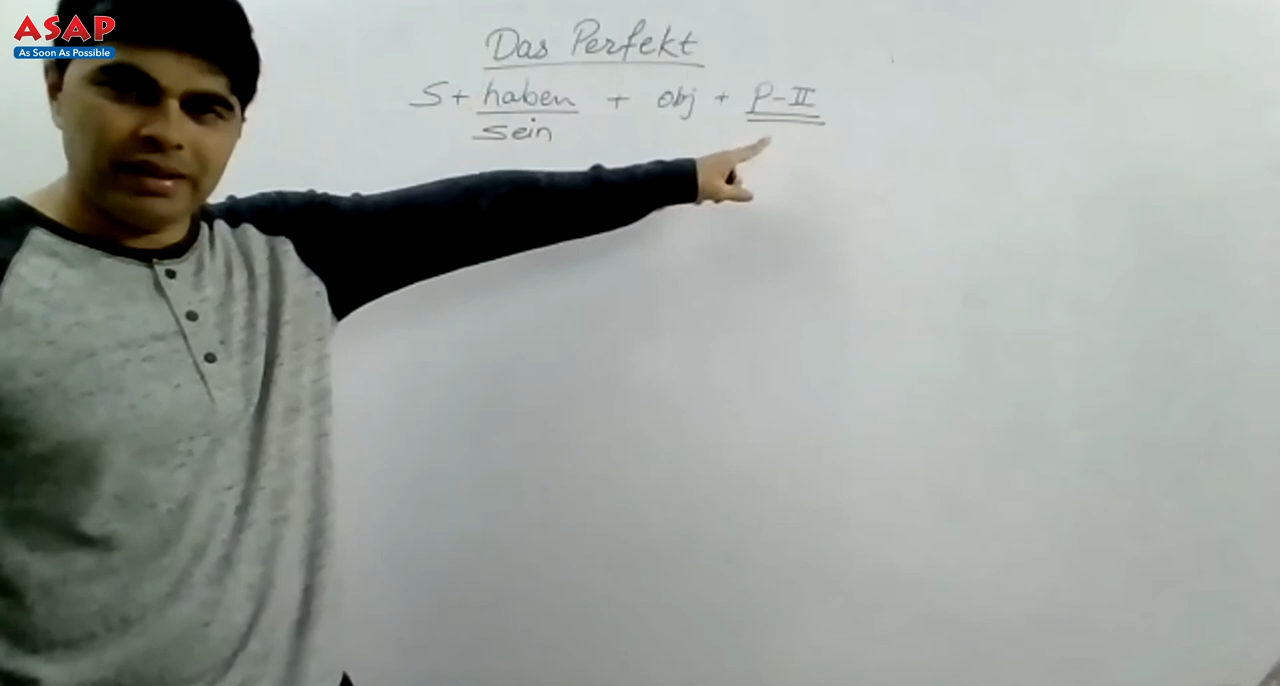 ASAP
As Soon As Possible
Das Perfekt
S + haben + obj + P-II
sein